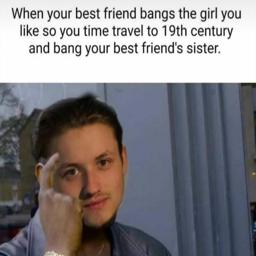 When your best friend bangs the girl you
like so you time travel to 19th century
and bang your best friend's sister.